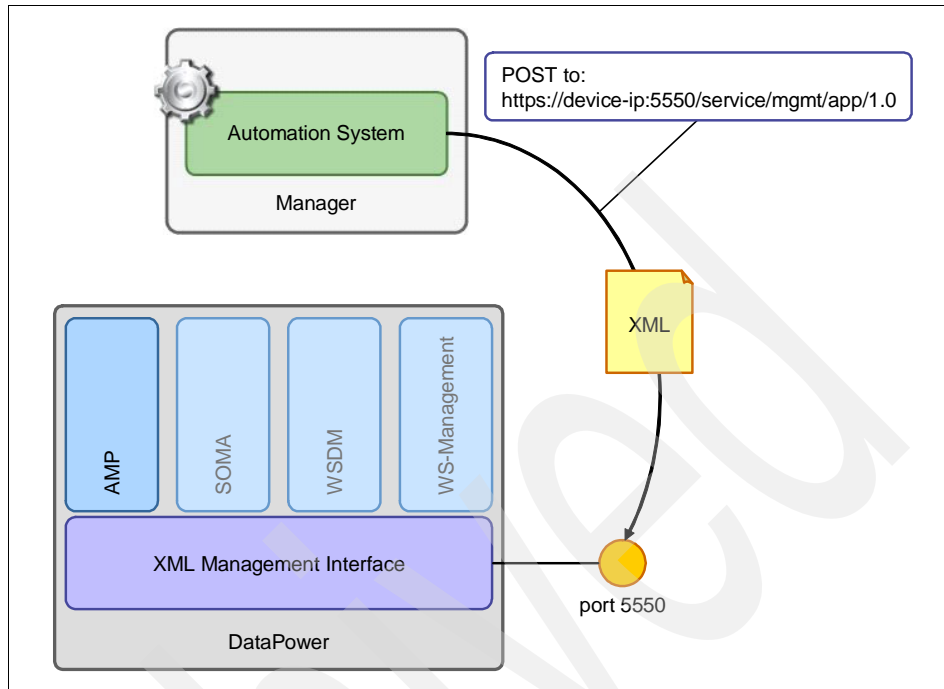 POST to:
https://device-ip:5550/service/mgmt/app/1.0
Automation System
Manager
XML
AMP
SOMA
WSDM
WS-Management
XML Management Interface
port 5550
DataPower